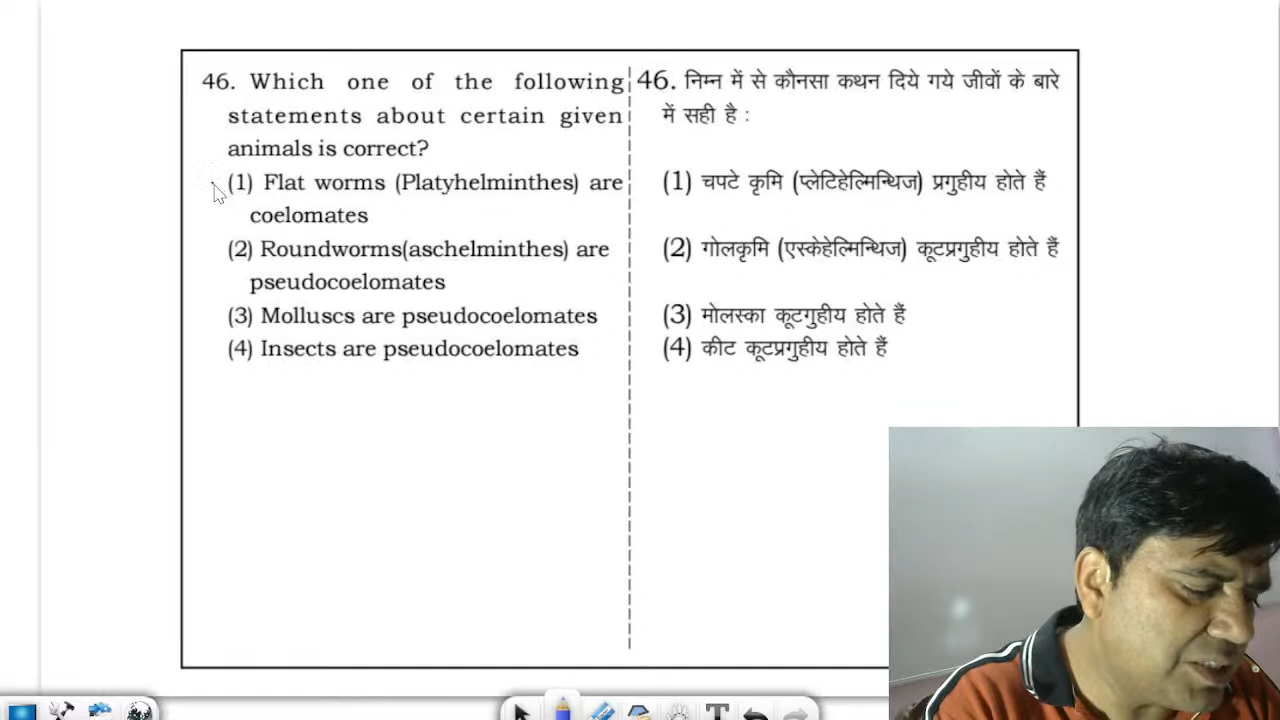 46. Which one of the following
statements about certain given
animals is correct?
(1) Flat worms (Platyhelminthes) are
coelomates
(2) Roundworms(aschelminthes) are
pseudocoelomates
(3) Molluscs are pseudocoelomates
(4) Insects are pseudocoelomates
46. निम्न में से कौनसा कथन दिये गये जीवों के बारे
में सही है :
(1) चपटे कृमि (प्लेटिहेल्मिन्थिज) प्रगुहीय होते हैं
(2) गोलकृमि (एस्केहेल्मिन्थिज) कूटप्रगुहीय होते हैं
(3) मोलस्का कूटगुहीय होते हैं
(4) कीट कूटप्रगुहीय होते हैं
T